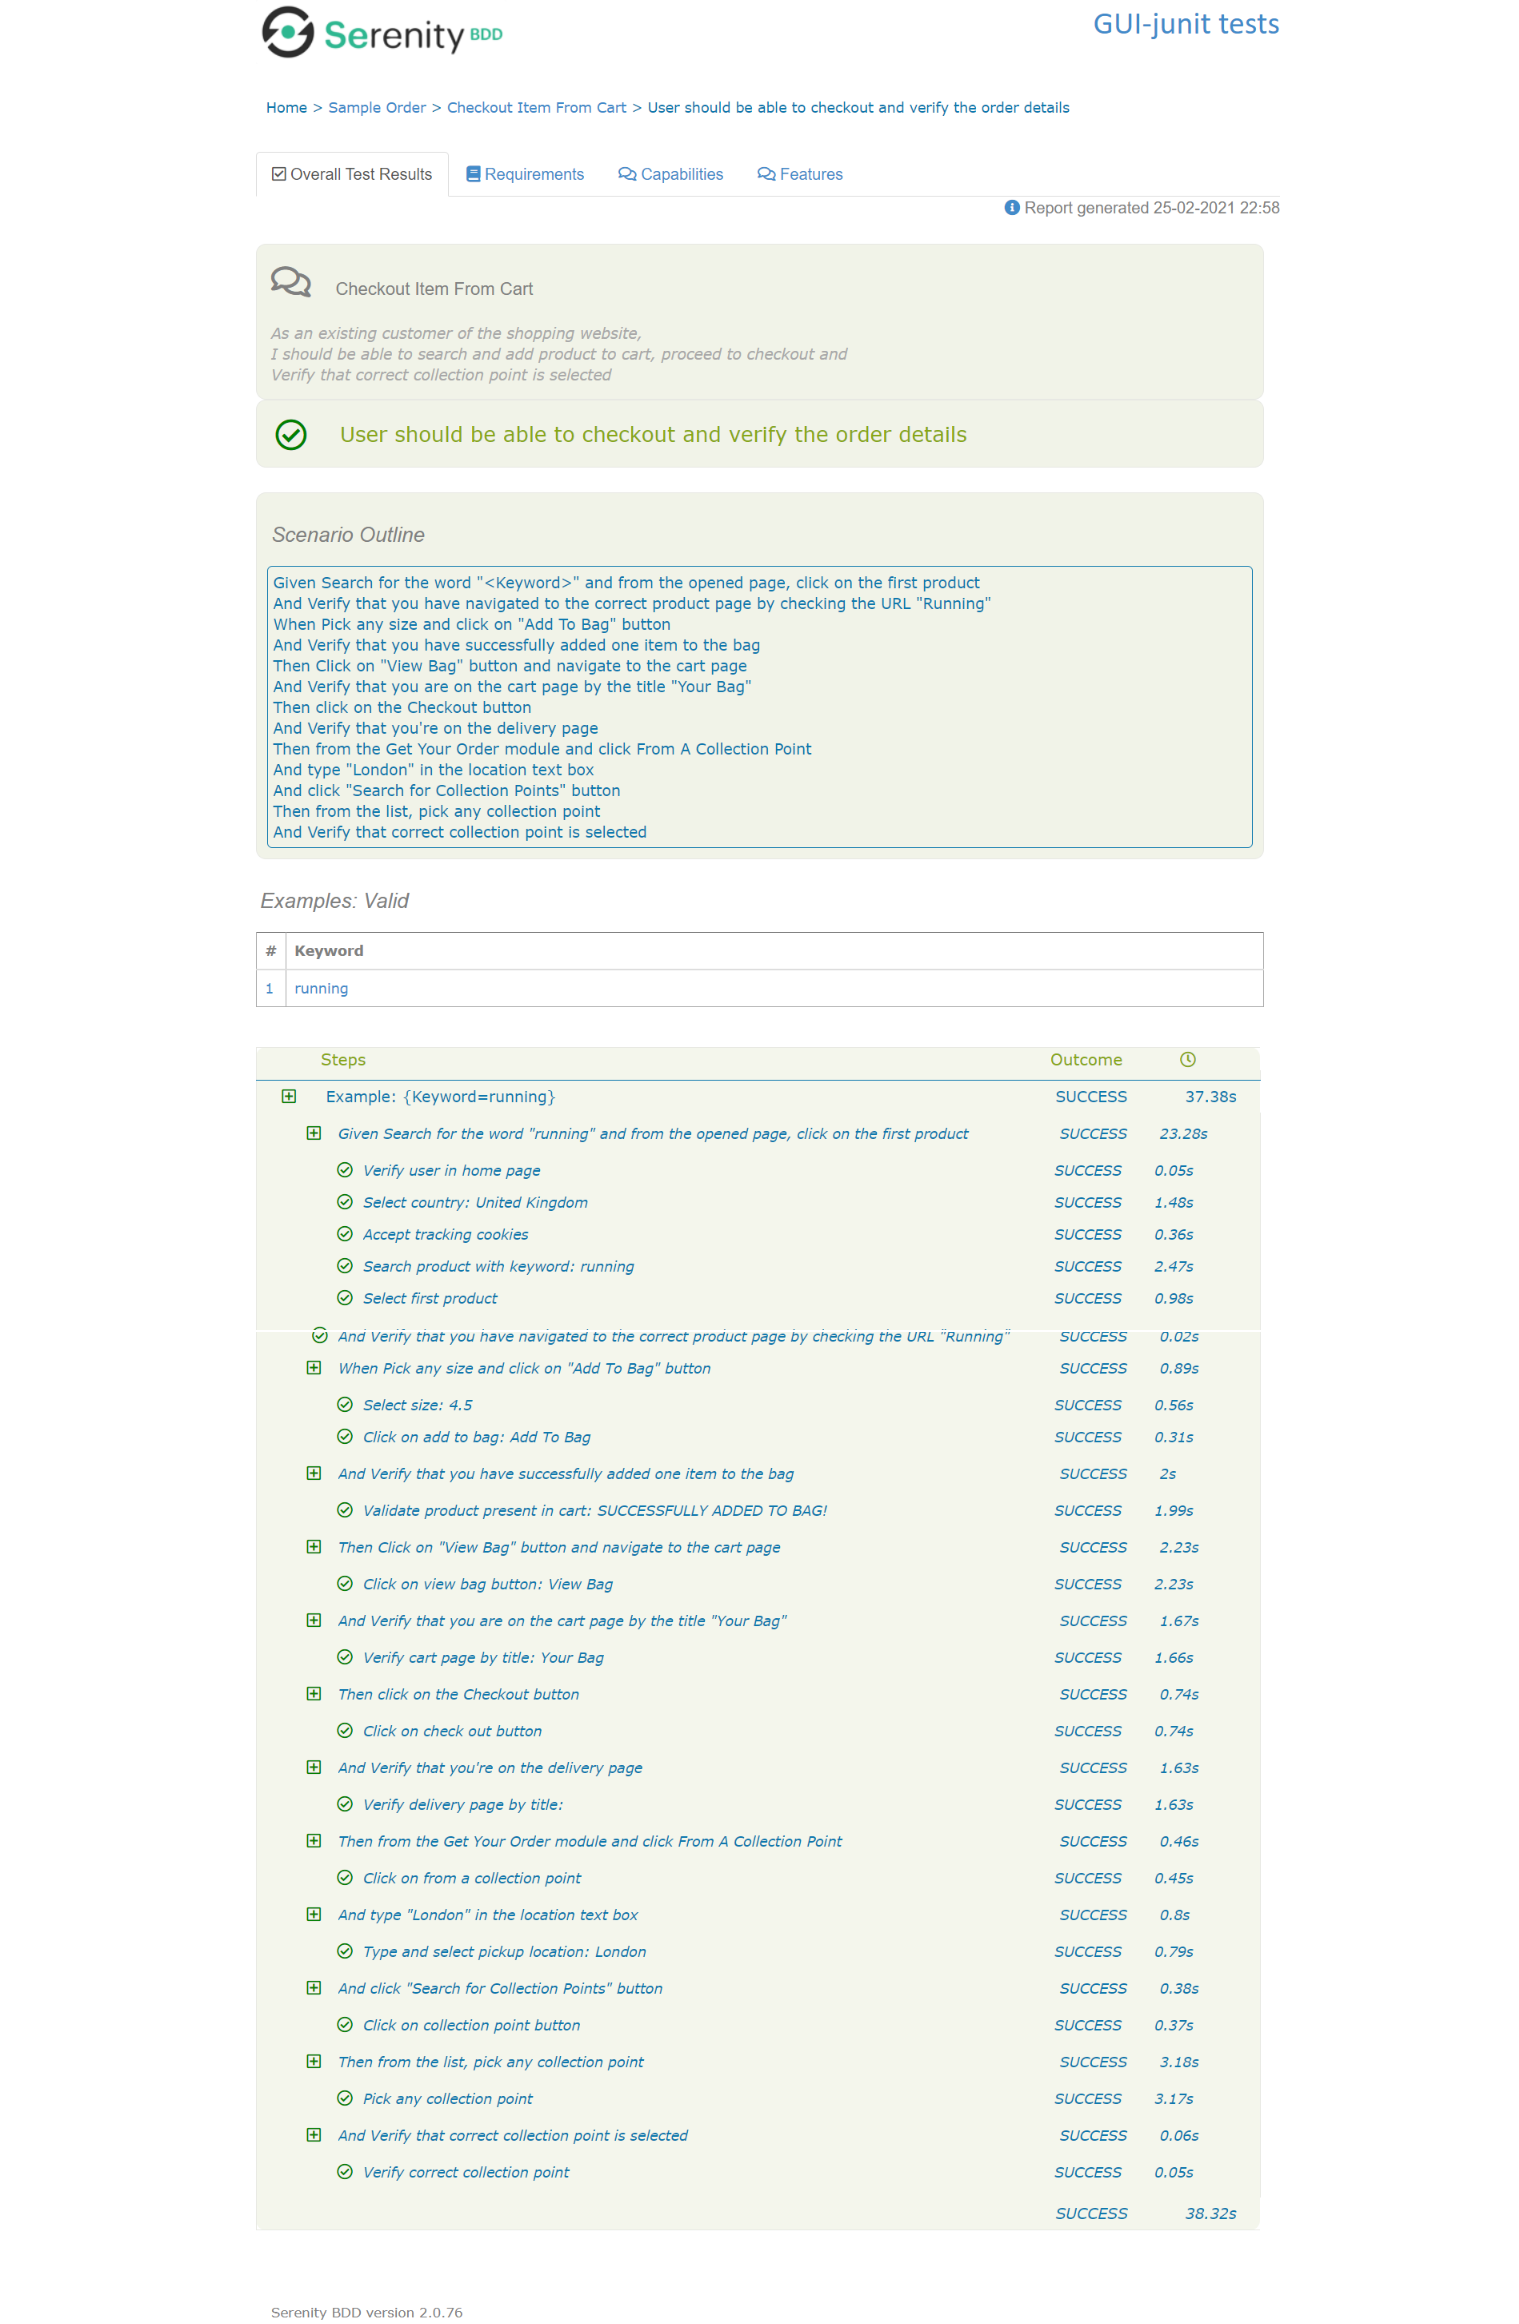 Serenity BDD
GUI-junit tests
Home > Sample Order > Checkout Item From Cart > User should be able to checkout and verify the order details
Overall Test Results Requirements Capabilities Features
Report generated 25-02-2021 22:58
Checkout Item From Cart
As an existing customer of the shopping website,
I should be able to search and add product to cart, proceed to checkout and
Verify that correct collection point is selected
User should be able to checkout and verify the order details
Scenario Outline
Given Search for the word "<Keyword>" and from the opened page, click on the first product
And Verify that you have navigated to the correct product page by checking the URL "Running"
When Pick any size and click on "Add To Bag" button
And Verify that you have successfully added one item to the bag
Then Click on "View Bag" button and navigate to the cart page
And Verify that you are on the cart page by the title "Your Bag"
Then click on the Checkout button
And Verify that you're on the delivery page
Then from the Get Your Order module and click From A Collection Point
And type "London" in the location text box
And click "Search for Collection Points" button
Then from the list, pick any collection point
And Verify that correct collection point is selected
Examples: Valid
# Keyword
1 running
Steps Outcome
Example: {Keyword=running} SUCCESS 37.38s
Given Search for the word "running" and from the opened page, click on the first product SUCCESS 23.28s
Verify user in home page SUCCESS 0.05s
Select country: United Kingdom SUCCESS 1.48s
Accept tracking cookies SUCCESS 0.36s
Search product with keyword: running SUCCESS 2.47s
Select first product SUCCESS 0.98s
And Verify that you have navigated to the correct product page by checking the URL "Running" SUCCESS 0.02s
When Pick any size and click on "Add To Bag" button SUCCESS 0.89s
Select size: 4.5 SUCCESS 0.56s
Click on add to bag: Add To Bag SUCCESS 0.31s
And Verify that you have successfully added one item to the bag SUCCESS 2s
Validate product present in cart: SUCCESSFULLY ADDED TO BAG! SUCCESS 1.99s
Then Click on "View Bag" button and navigate to the cart page SUCCESS 2.23s
Click on view bag button: View Bag SUCCESS 2.23s
And Verify that you are on the cart page by the title "Your Bag" SUCCESS 1.67s
Verify cart page by title: Your Bag SUCCESS 1.66s
Then click on the Checkout button SUCCESS 0.74s
Click on check out button SUCCESS 0.74s
And Verify that you're on the delivery page SUCCESS 1.63s
Verify delivery page by title: SUCCESS 1.63s
Then from the Get Your Order module and click From A Collection Point SUCCESS 0.46s
Click on from a collection point SUCCESS 0.45s
And type "London" in the location text box SUCCESS 0.8s
Type and select pickup location: London SUCCESS 0.79s
And click "Search for Collection Points" button SUCCESS 0.38s
Click on collection point button SUCCESS 0.37s
Then from the list, pick any collection point SUCCESS 3.18s
Pick any collection point SUCCESS 3.17s
And Verify that correct collection point is selected SUCCESS 0.06s
Verify correct collection point SUCCESS 0.05s
SUCCESS 38.32s
Serenity BDD version 2.0.76